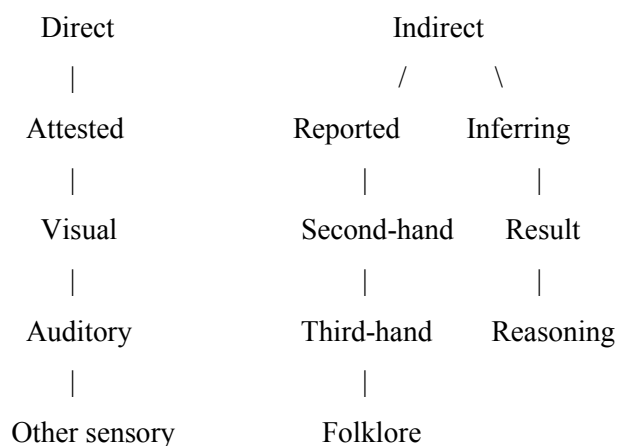 Direct Indirect
| / \
Attested Reported Inferring
| | |
Visual Second-hand Result
| | |
Auditory Third-hand Reasoning
| |
Other sensory Folklore